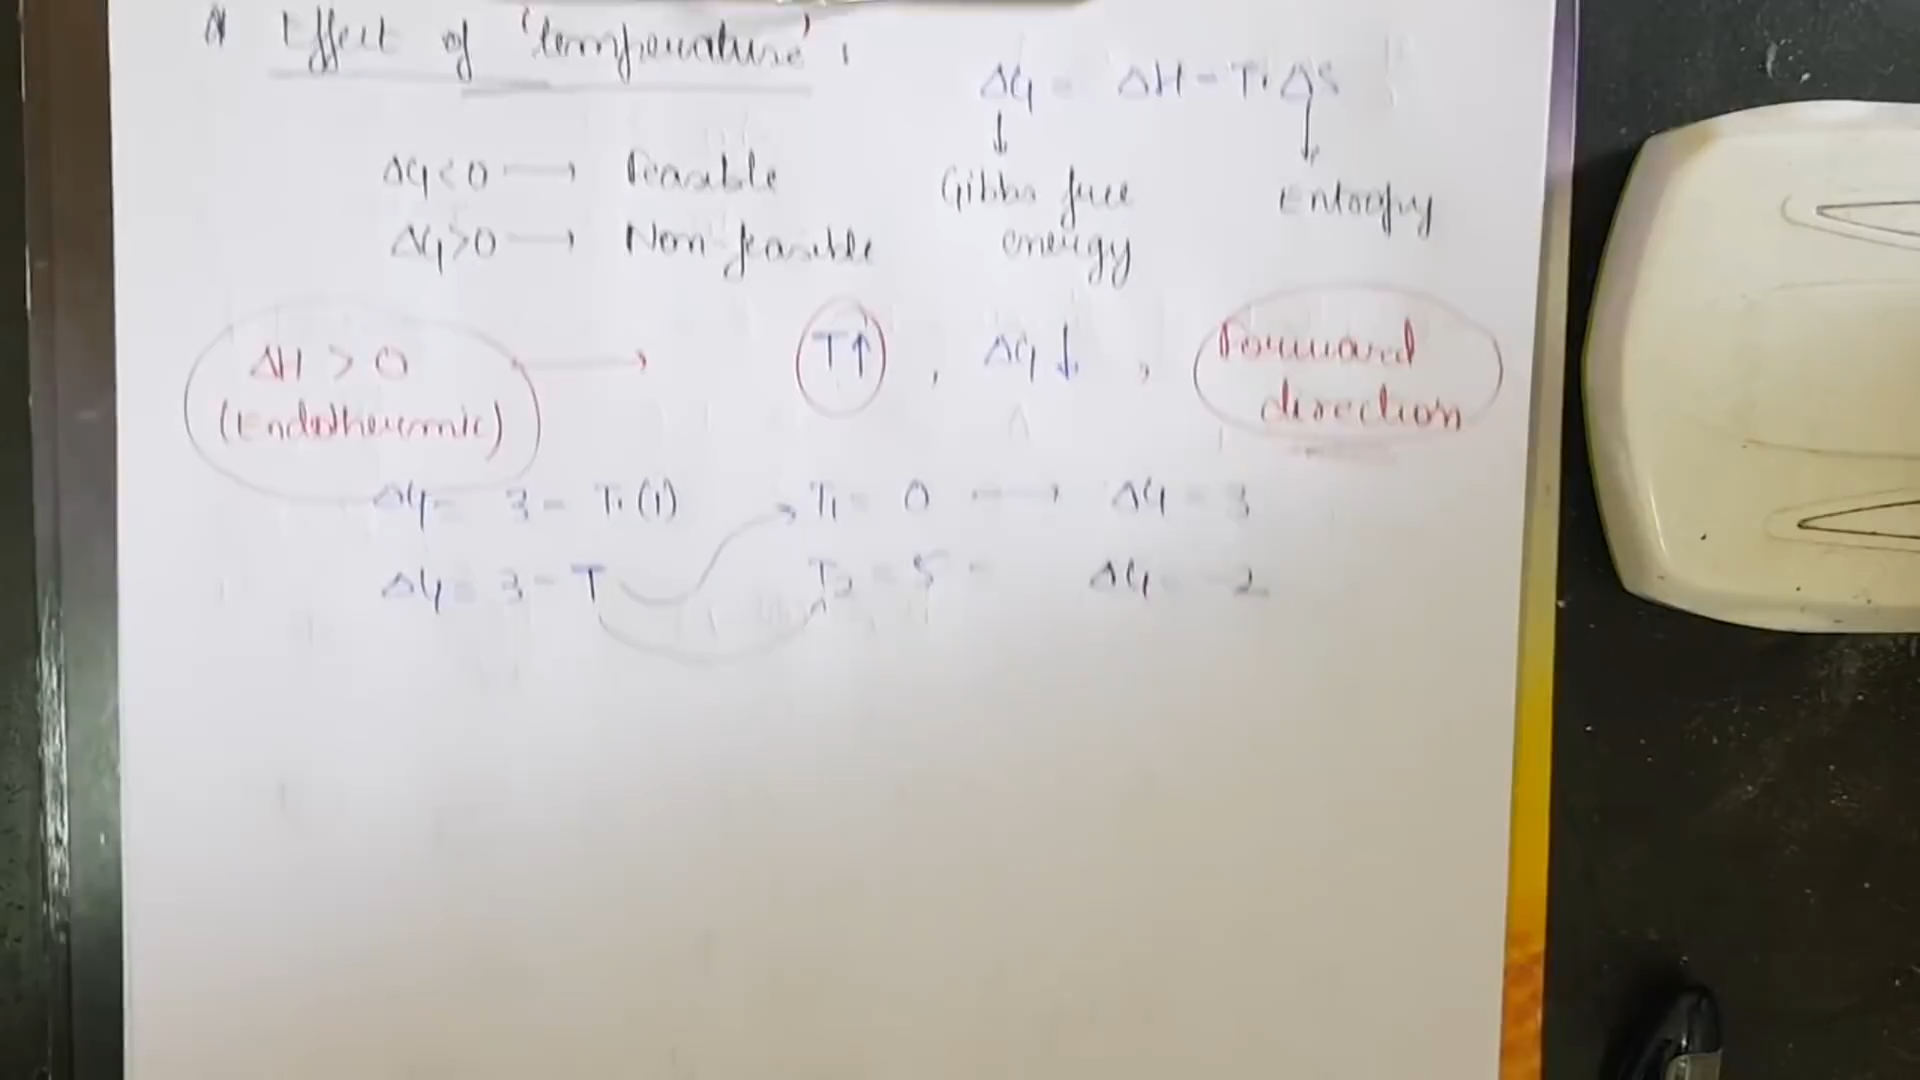 Effect of 'temperature' :
ΔG = ΔH - T.ΔS
ΔG<0 → Feasible
ΔG>0 → Non-feasible
Gibbs free energy
Entropy
ΔH > 0
(Endothermic)
→ T↑ , ΔG↓ , Forward direction
ΔG = 3 - T.(1)
T1 = 0 → ΔG = 3
ΔG = 3 - T
T2 = 5 - ΔG = -2